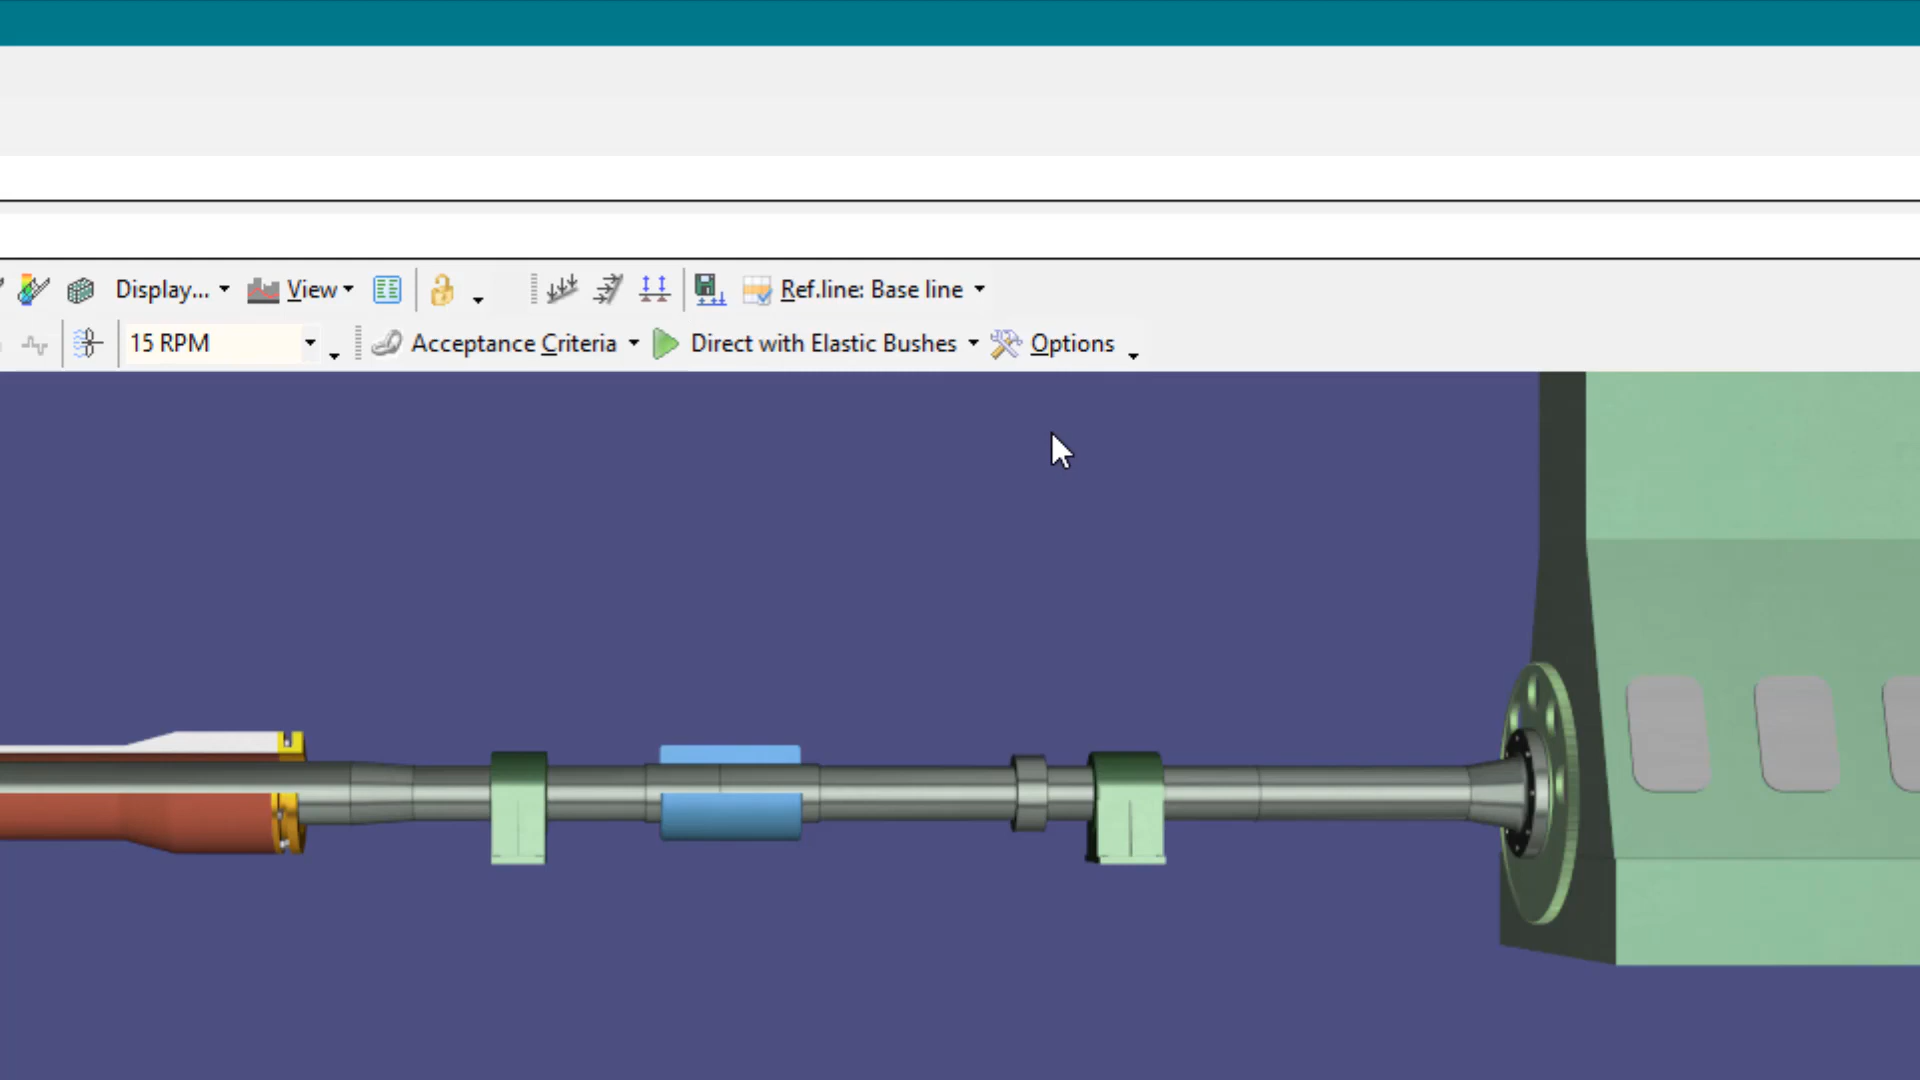 Display... View Ref.line: Base line
15 RPM Acceptance Criteria Direct with Elastic Bushes Options